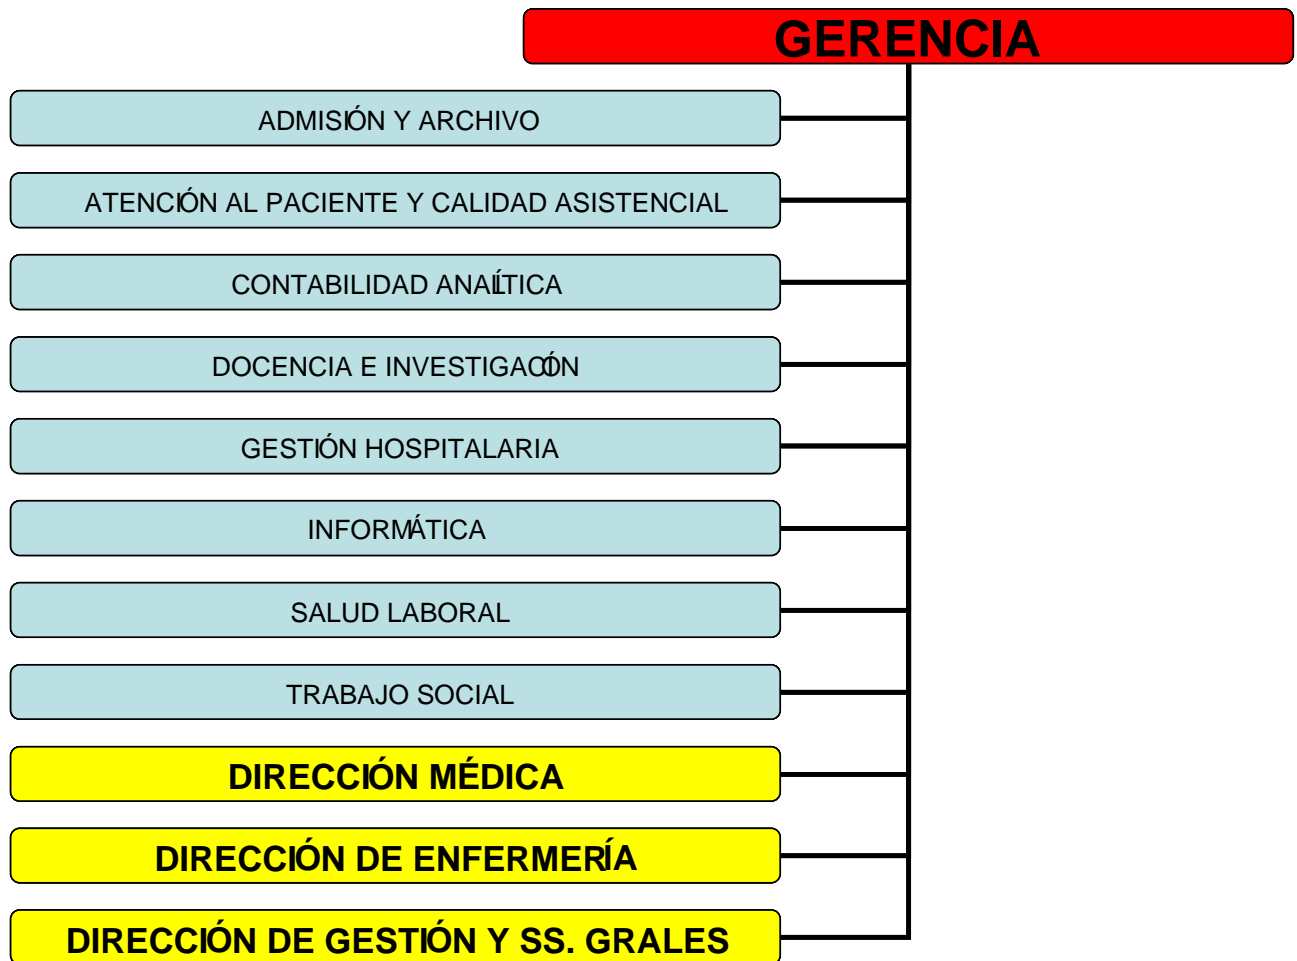 GERENCIA
ADMISIÓN Y ARCHIVO
ATENCIÓN AL PACIENTE Y CALIDAD ASISTENCIAL
CONTABILIDAD ANALÍTICA
DOCENCIA E INVESTIGACIÓN
GESTIÓN HOSPITALARIA
INFORMÁTICA
SALUD LABORAL
TRABAJO SOCIAL
DIRECCIÓN MÉDICA
DIRECCIÓN DE ENFERMERÍA
DIRECCIÓN DE GESTIÓN Y SS. GRALES